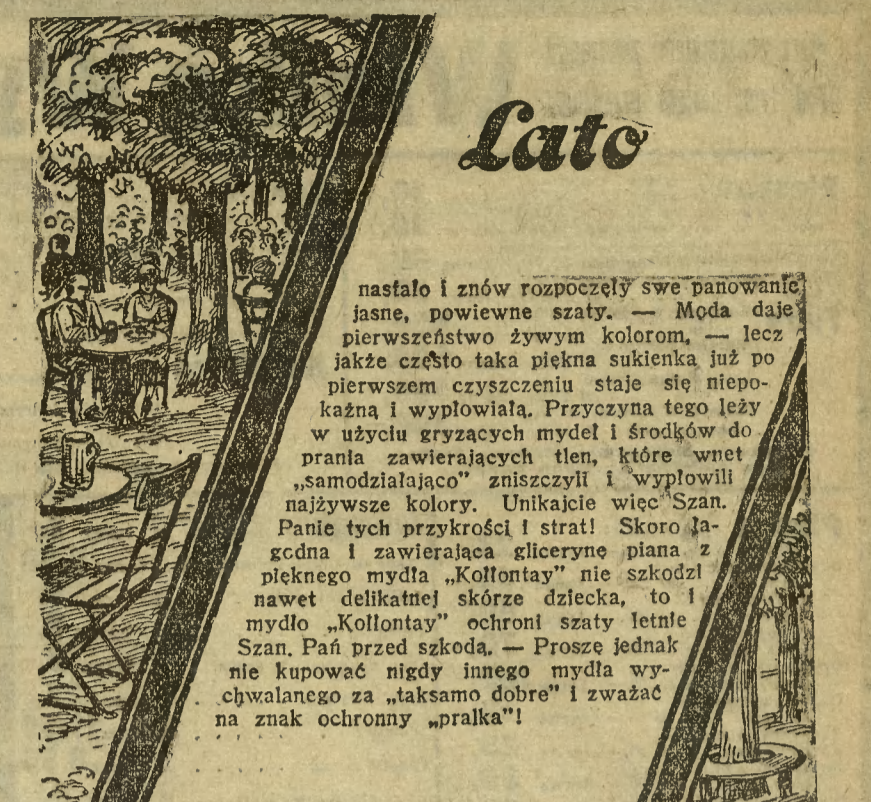 Lato
nastało i znów rozpoczęły swe panowanie
jasne, powiewne szaty. — Moda daje
pierwszeństwo żywym kolorom, — lecz
jakże często taka piękna sukienka już po
pierwszem czyszczeniu staje się niepo-
kaźną i wypłowiałą. Przyczyna tego leży
w użyciu gryzących mydeł i środków do
prania zawierających tlen, które wnet
„samodziałająco” zniszczyli i wypłowili
najżywsze kolory. Unikajcie więc Szan.
Panie tych przykrości i strat! Skoro ła-
godna i zawierająca glicerynę piana z
pięknego mydła „Kołłontay” nie szkodzi
nawet delikatnej skórze dziecka, to i
mydło „Kołłontay” ochroni szaty letnie
Szan. Pań przed szkodą. — Proszę jednak
nie kupować nigdy innego mydła wy-
chwalanego za „taksamo dobre” i zważać
na znak ochronny „pralka”!